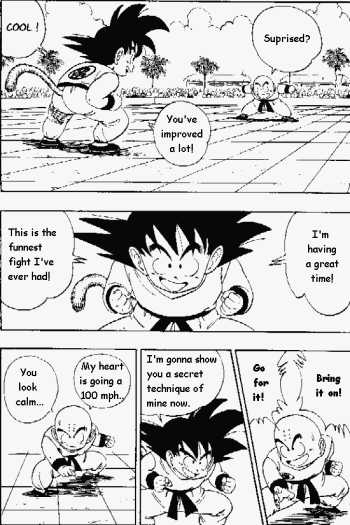 COOL !
Suprised?
You've
improved
a lot!
This is the
funnest
fight I've
ever had!
I'm
having
a great
time!
You
look
calm...
My heart
is going a
100 mph..
I'm gonna show
you a secret
technique of
mine now.
Go
for
it!
Bring
it on!